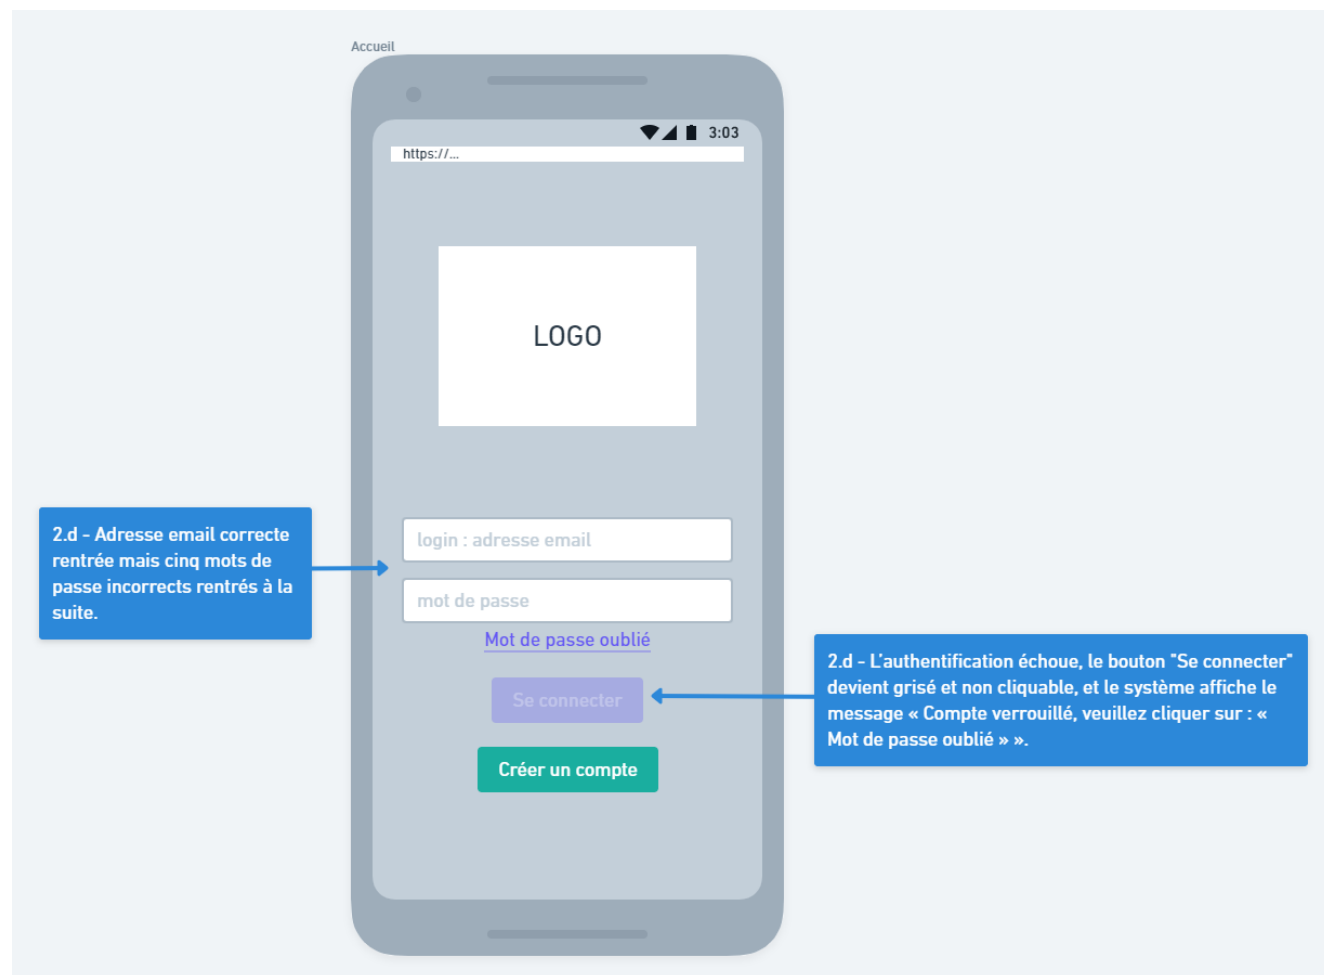 Accueil
3:03
https://...
LOGO
2.d - Adresse email correcte
rentrée mais cinq mots de
passe incorrects rentrés à la
suite.
login : adresse email
mot de passe
Mot de passe oublié
Se connecter
2.d - L'authentification échoue, le bouton "Se connecter"
devient grisé et non cliquable, et le système affiche le
message « Compte verrouillé, veuillez cliquer sur : «
Mot de passe oublié » ».
Créer un compte